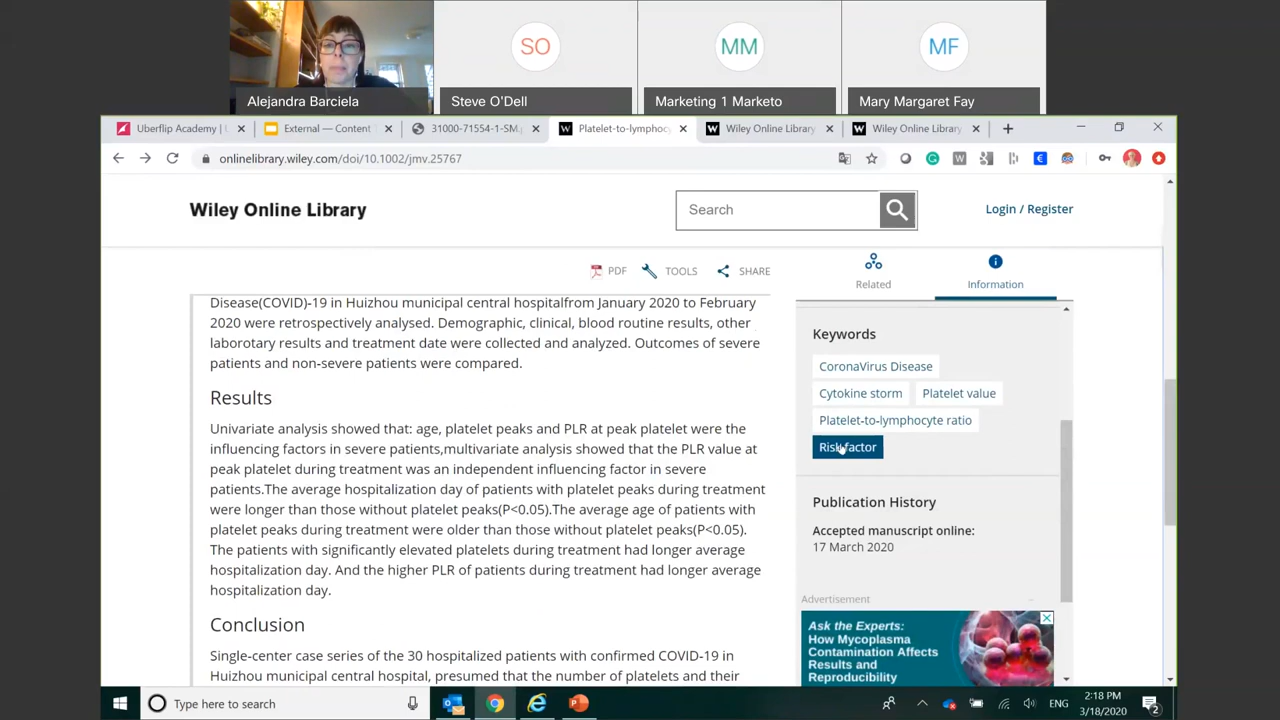 SO
MM
MF
Alejandra Barciela
Steve O'Dell
Marketing 1 Marketo
Mary Margaret Fay
Uberflip Academy |
External — Content
31000-71554-1-SM.p
Platelet-to-lymphocy
Wiley Online Library
Wiley Online Library
onlinelibrary.wiley.com/doi/10.1002/jmv.25767
Wiley Online Library
Search
Login / Register
PDF
TOOLS
SHARE
Related
Information
Disease(COVID)-19 in Huizhou municipal central hospitalfrom January 2020 to February
2020 were retrospectively analysed. Demographic, clinical, blood routine results, other
laborotary results and treatment date were collected and analyzed. Outcomes of severe
patients and non-severe patients were compared.
Results
Univariate analysis showed that: age, platelet peaks and PLR at peak platelet were the
influencing factors in severe patients,multivariate analysis showed that the PLR value at
peak platelet during treatment was an independent influencing factor in severe
patients.The average hospitalization day of patients with platelet peaks during treatment
were longer than those without platelet peaks(P<0.05).The average age of patients with
platelet peaks during treatment were older than those without platelet peaks(P<0.05).
The patients with significantly elevated platelets during treatment had longer average
hospitalization day. And the higher PLR of patients during treatment had longer average
hospitalization day.
Conclusion
Single-center case series of the 30 hospitalized patients with confirmed COVID-19 in
Huizhou municipal central hospital, presumed that the number of platelets and their
Keywords
CoronaVirus Disease
Cytokine storm
Platelet value
Platelet-to-lymphocyte ratio
Risk factor
Publication History
Accepted manuscript online:
17 March 2020
Advertisement
Ask the Experts:
How Mycoplasma
Contamination Affects
Results and
Reproducibility
Type here to search
ENG
2:18 PM
3/18/2020
2